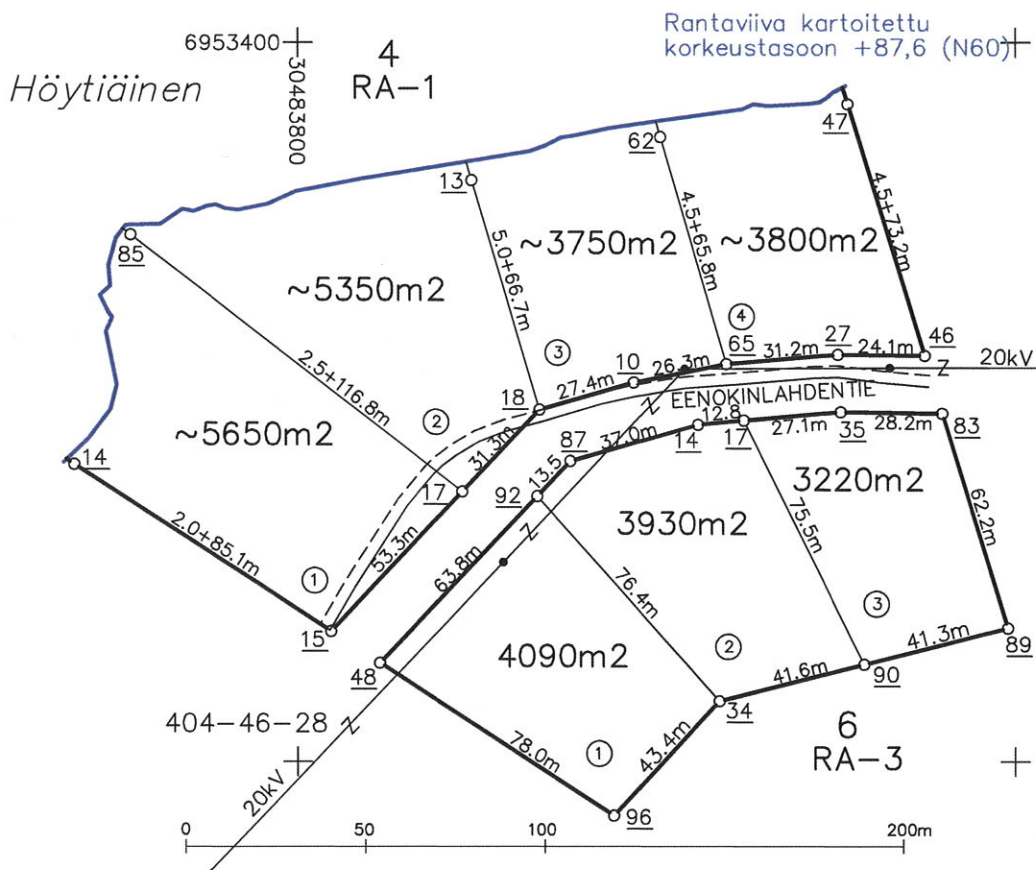 Rantaviiva kartoitettu
korkeustasoon +87,6 (N60)
6953400
30483800
4
RA-1
Höytiäinen
47
62
13
85
4.5+73.2m
4.5+65.8m
5.0+66.7m
~3750m2
~3800m2
~5350m2
2.5+116.8m
4
3
65
31.2m
27
24.1m
46
10
26.3m
27.4m
18
20kV
Z
Z
EENOKINLAHDENTIE
2
~5650m2
14
31.3m
17
87
37.0m
14
12.8
17
27.1m
35
28.2m
83
13.5
92
Z
3220m2
3930m2
75.5m
62.2m
2.0+85.1m
53.3m
63.8m
76.4m
1
15
3
4090m2
2
41.3m
89
48
41.6m
90
34
404-46-28
Z
6
RA-3
78.0m
1
43.4m
20kV
96
0
50
100
200m